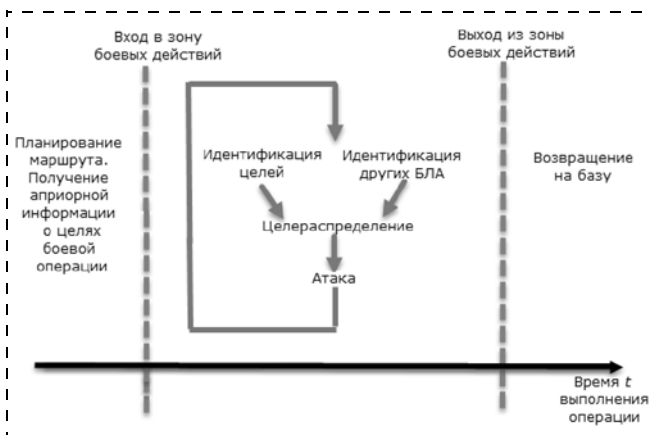 Вход в зону
боевых действий
Выход из зоны
боевых действий
Планирование
маршрута.
Получение
априорной
информации
о целях
боевой
операции
Идентификация
целей
Идентификация
других БЛА
Целераспределение
Атака
Возвращение
на базу
Время t
выполнения
операции